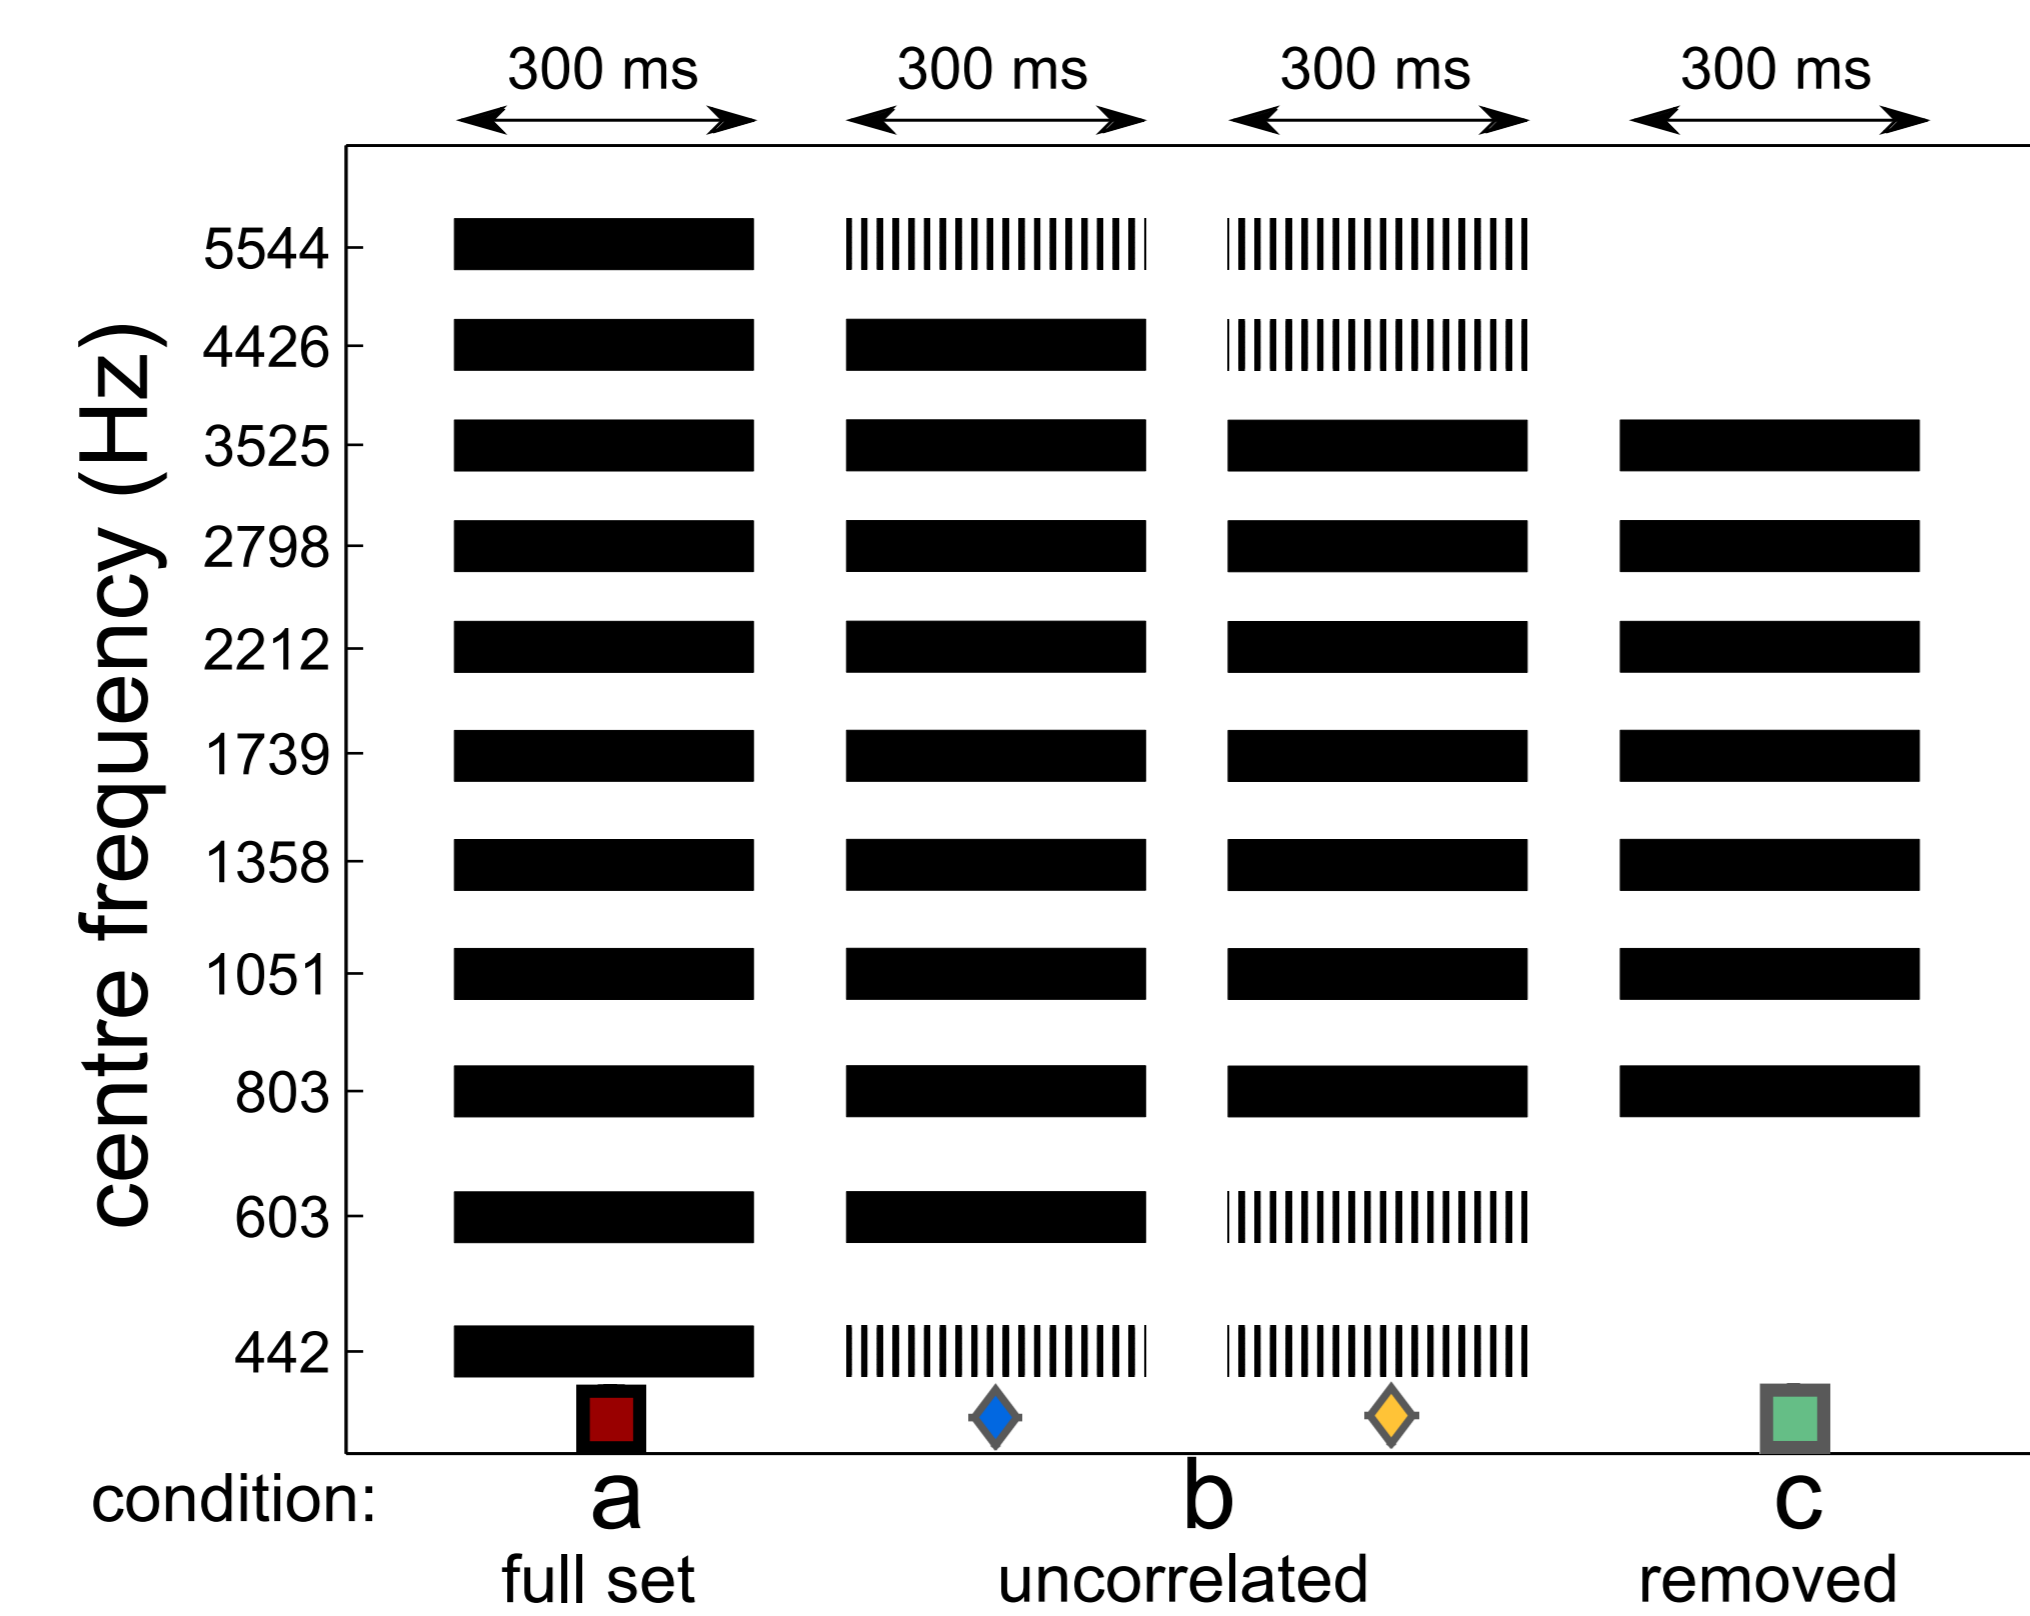 300 ms 300 ms 300 ms 300 ms
centre frequency (Hz)
5544
4426
3525
2798
2212
1739
1358
1051
803
603
442
condition: a b c
full set uncorrelated removed